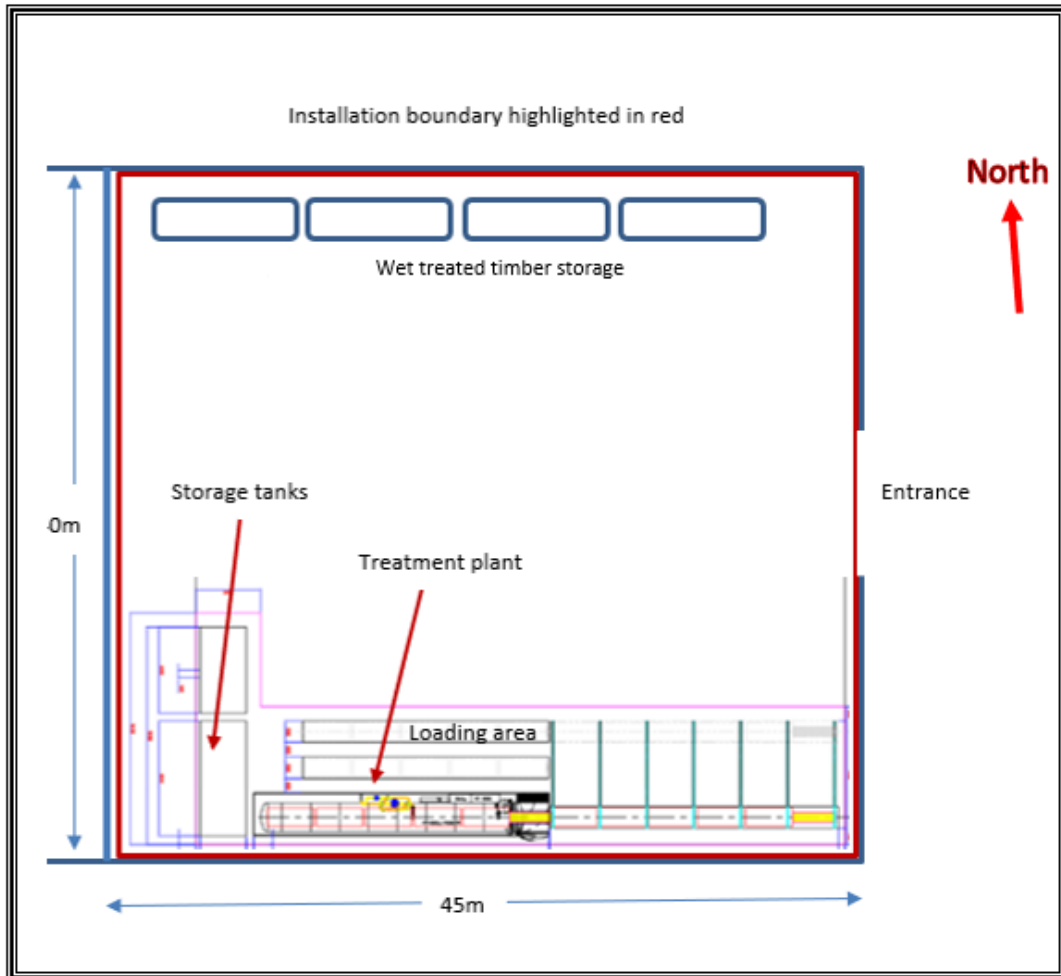 Installation boundary highlighted in red
North
Wet treated timber storage
Storage tanks
Entrance
0m
Treatment plant
Loading area
45m